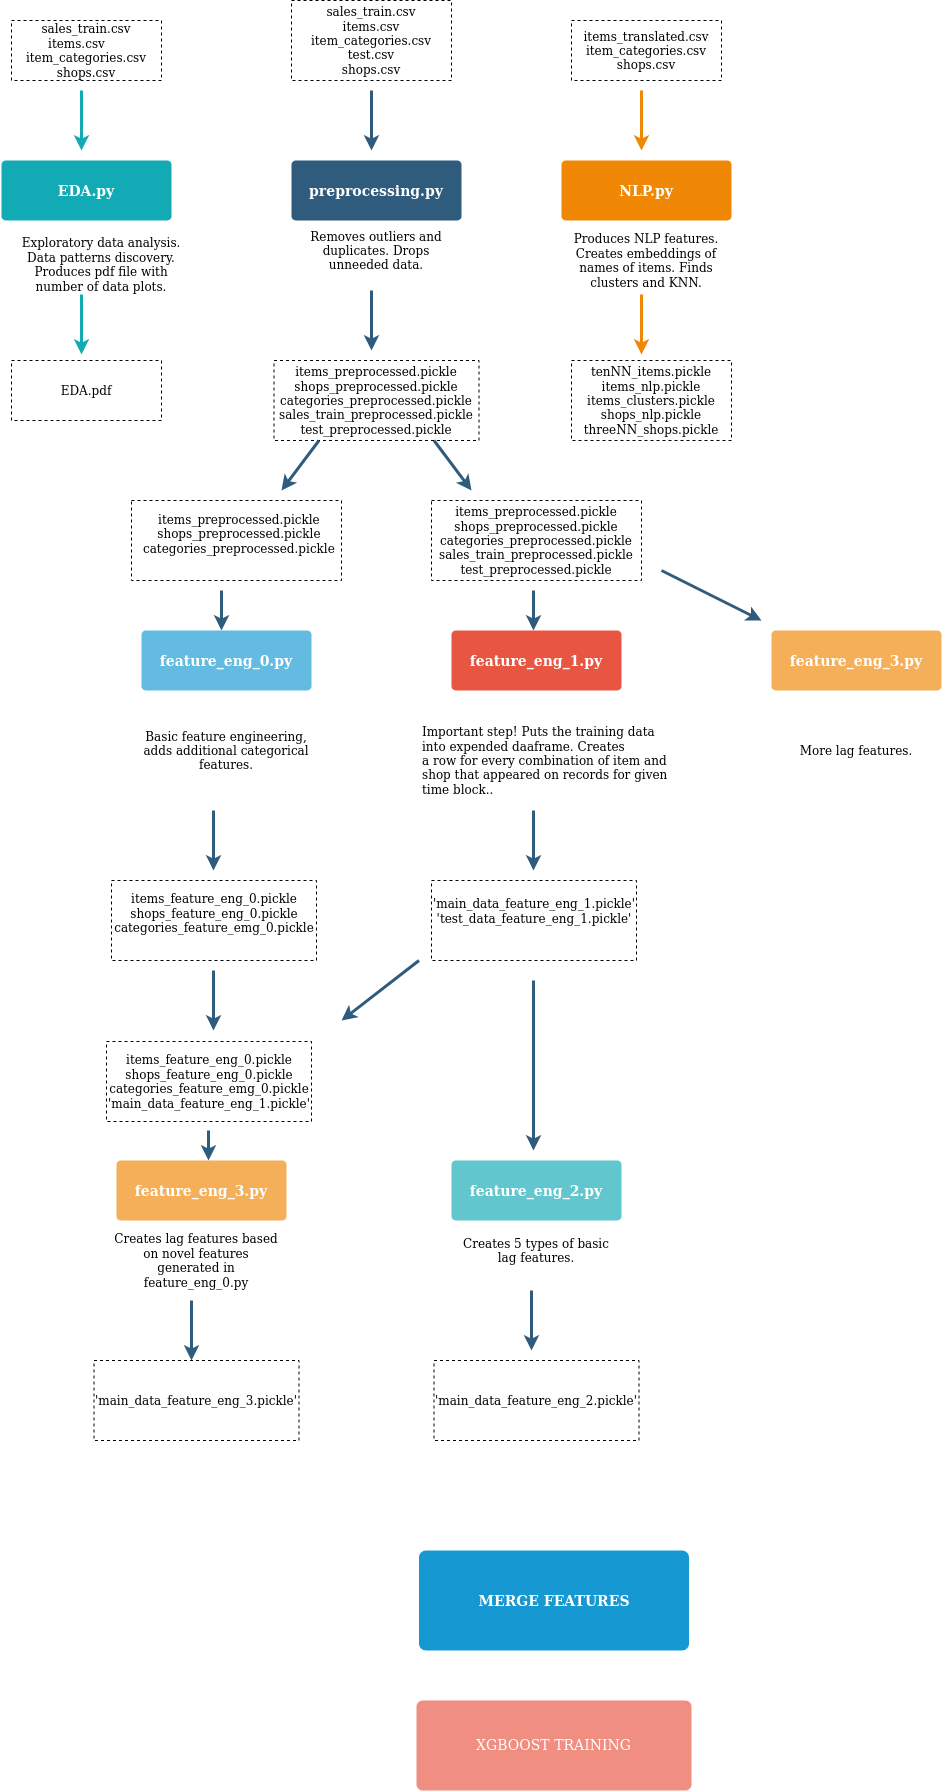 sales_train.csv
items.csv
item_categories.csv
shops.csv
sales_train.csv
items.csv
item_categories.csv
test.csv
shops.csv
items_translated.csv
item_categories.csv
shops.csv
EDA.py
preprocessing.py
NLP.py
Exploratory data analysis.
Data patterns discovery.
Produces pdf file with
number of data plots.
Removes outliers and
duplicates. Drops
unneeded data.
Produces NLP features.
Creates embeddings of
names of items. Finds
clusters and KNN.
EDA.pdf
items_preprocessed.pickle
shops_preprocessed.pickle
categories_preprocessed.pickle
sales_train_preprocessed.pickle
test_preprocessed.pickle
tenNN_items.pickle
items_nlp.pickle
items_clusters.pickle
shops_nlp.pickle
threeNN_shops.pickle
items_preprocessed.pickle
shops_preprocessed.pickle
categories_preprocessed.pickle
items_preprocessed.pickle
shops_preprocessed.pickle
categories_preprocessed.pickle
sales_train_preprocessed.pickle
test_preprocessed.pickle
feature_eng_0.py
feature_eng_1.py
feature_eng_3.py
Basic feature engineering,
adds additional categorical
features.
Important step! Puts the training data
into expended daaframe. Creates
a row for every combination of item and
shop that appeared on records for given
time block..
More lag features.
items_feature_eng_0.pickle
shops_feature_eng_0.pickle
categories_feature_emg_0.pickle
'main_data_feature_eng_1.pickle'
'test_data_feature_eng_1.pickle'
items_feature_eng_0.pickle
shops_feature_eng_0.pickle
categories_feature_emg_0.pickle
'main_data_feature_eng_1.pickle'
feature_eng_3.py
feature_eng_2.py
Creates lag features based
on novel features
generated in
feature_eng_0.py
Creates 5 types of basic
lag features.
'main_data_feature_eng_3.pickle'
'main_data_feature_eng_2.pickle'
MERGE FEATURES
XGBOOST TRAINING